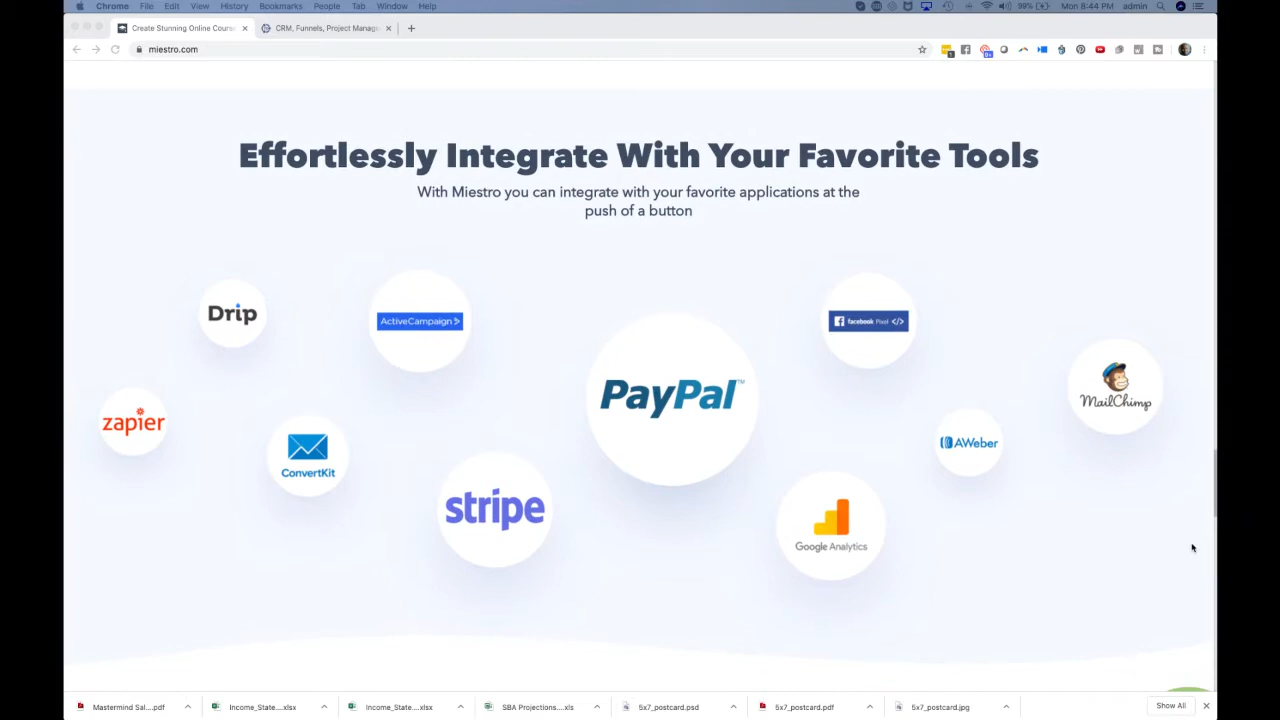 Chrome File Edit View History Bookmarks People Tab Window Help 99% Mon 8:44 PM admin
Create Stunning Online Cours
CRM, Funnels, Project Manag
miestro.com
Effortlessly Integrate With Your Favorite Tools
With Miestro you can integrate with your favorite applications at the
push of a button
Drip
ActiveCampaign >
PayPal™
facebook Pixel </>
MailChimp
zapier
ConvertKit
AWeber
stripe
Google Analytics
Mastermind Sal....pdf Income_State....xlsx Income_State....xlsx SBA Projections....xls 5x7_postcard.psd 5x7_postcard.pdf 5x7_postcard.jpg Show All